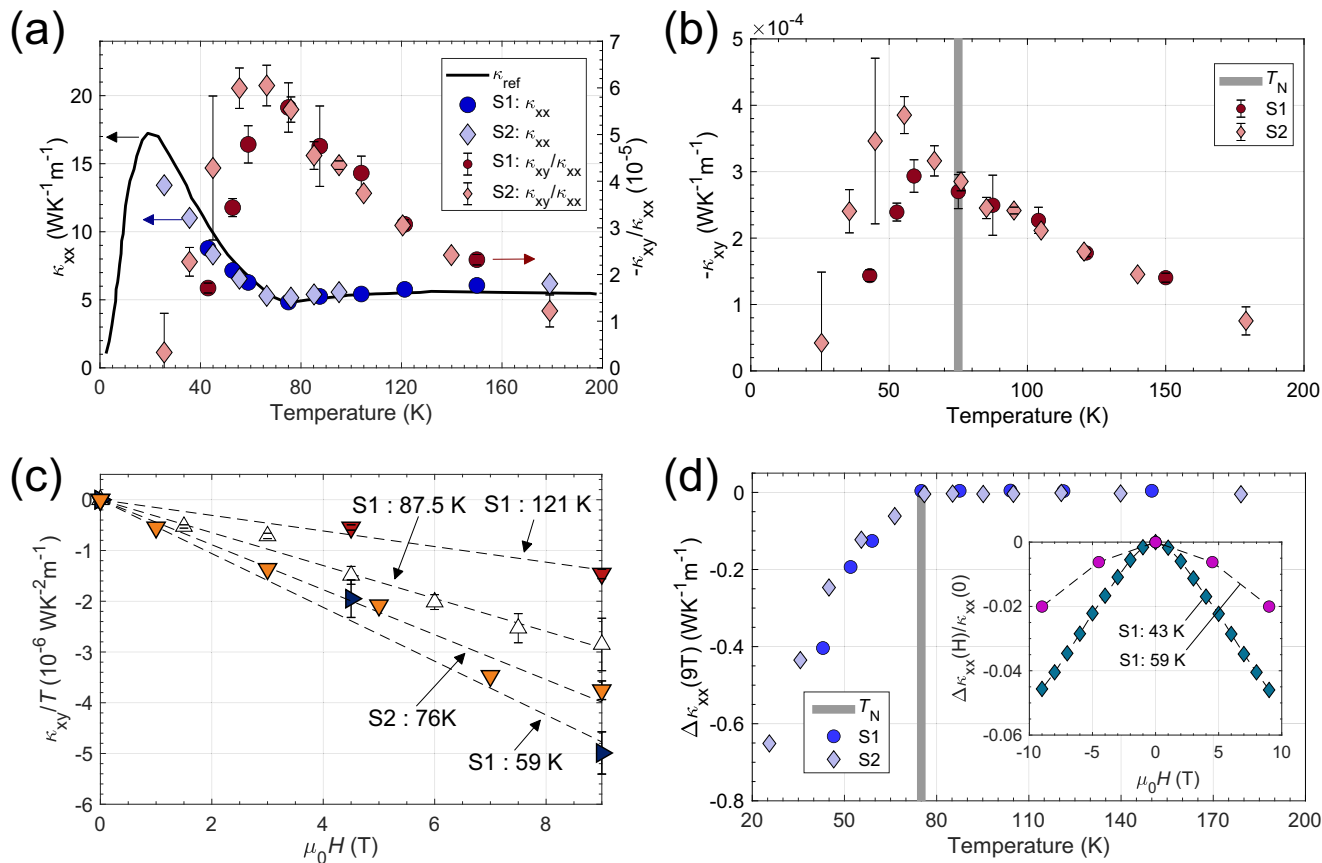 (a)
κxx (WK-1m-1)
0
5
10
15
20
0
40
80
120
160
200
Temperature (K)
0
1
2
3
4
5
6
7
-κxy/κxx (10-5)
κref
S1: κxx
S2: κxx
S1: κxy/κxx
S2: κxy/κxx
(b)
×10-4
-κxy (WK-1m-1)
0
1
2
3
4
5
0
50
100
150
200
Temperature (K)
TN
S1
S2
(c)
κxy/T (10-6 WK-2m-1)
0
-1
-2
-3
-4
-5
-6
0
2
4
6
8
μ0H (T)
S1 : 87.5 K
S1 : 121 K
S2 : 76K
S1 : 59 K
(d)
Δκxx(9T) (WK-1m-1)
0
-0.2
-0.4
-0.6
-0.8
20
50
80
110
140
170
200
Temperature (K)
TN
S1
S2
Δκxx(H)/κxx(0)
0
-0.02
-0.04
-0.06
-10
-5
0
5
10
μ0H (T)
S1: 43 K
S1: 59 K